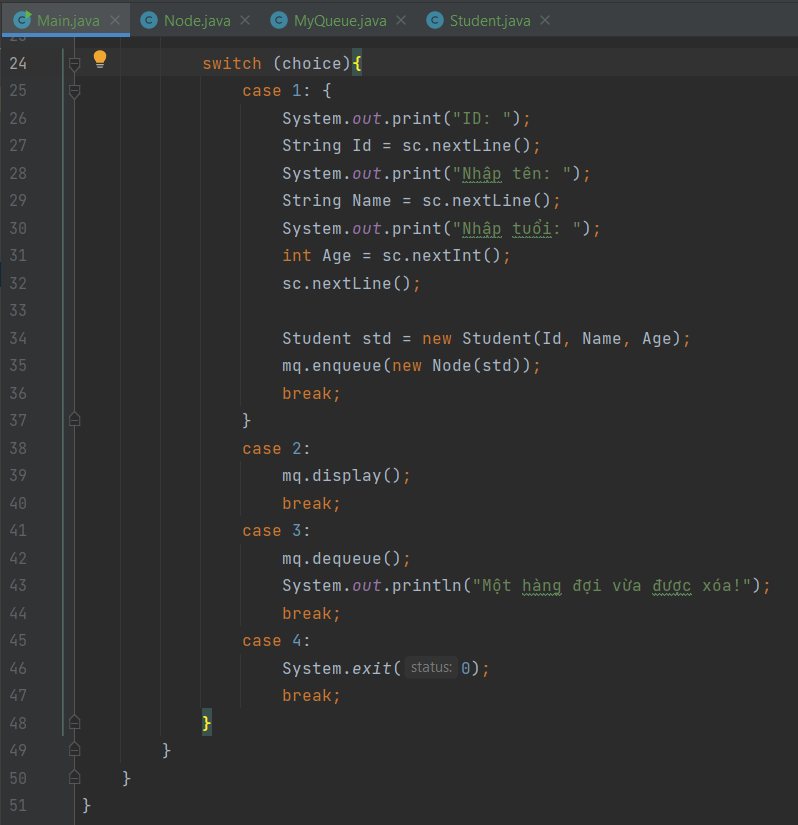 Main.java Node.java MyQueue.java Student.java
23
24 switch (choice){
25 case 1: {
26 System.out.print("ID: ");
27 String Id = sc.nextLine();
28 System.out.print("Nhập tên: ");
29 String Name = sc.nextLine();
30 System.out.print("Nhập tuổi: ");
31 int Age = sc.nextInt();
32 sc.nextLine();
33
34 Student std = new Student(Id, Name, Age);
35 mq.enqueue(new Node(std));
36 break;
37 }
38 case 2:
39 mq.display();
40 break;
41 case 3:
42 mq.dequeue();
43 System.out.println("Một hàng đợi vừa được xóa!");
44 break;
45 case 4:
46 System.exit( status: 0);
47 break;
48 }
49 }
50 }
51 }